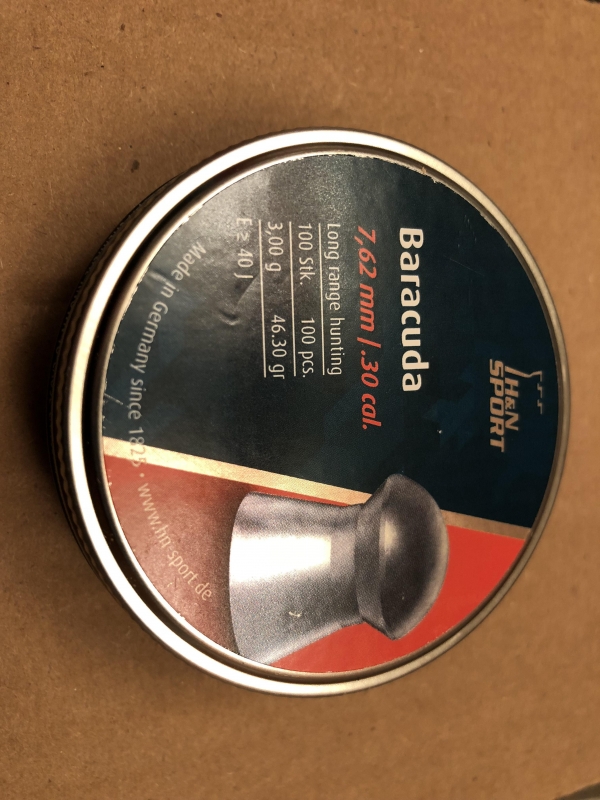 H&N
SPORT
Baracuda
7,62 mm / .30 cal.
Long range hunting
100 Stk. 100 pcs.
3,00 g 46.30 gr
E ≥ 40 J
Made in Germany since 1825 · www.hn-sport.de